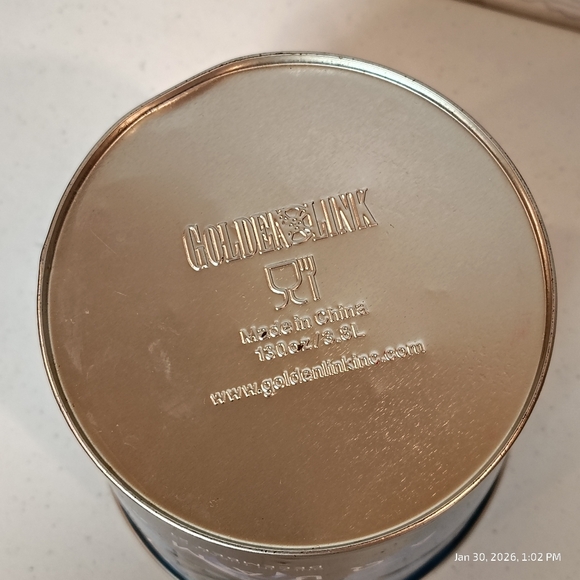 GOLDEN LINK
Made in China
130oz./3.8L
www.goldenlinkinc.com
Jan 30, 2026, 1:02 PM